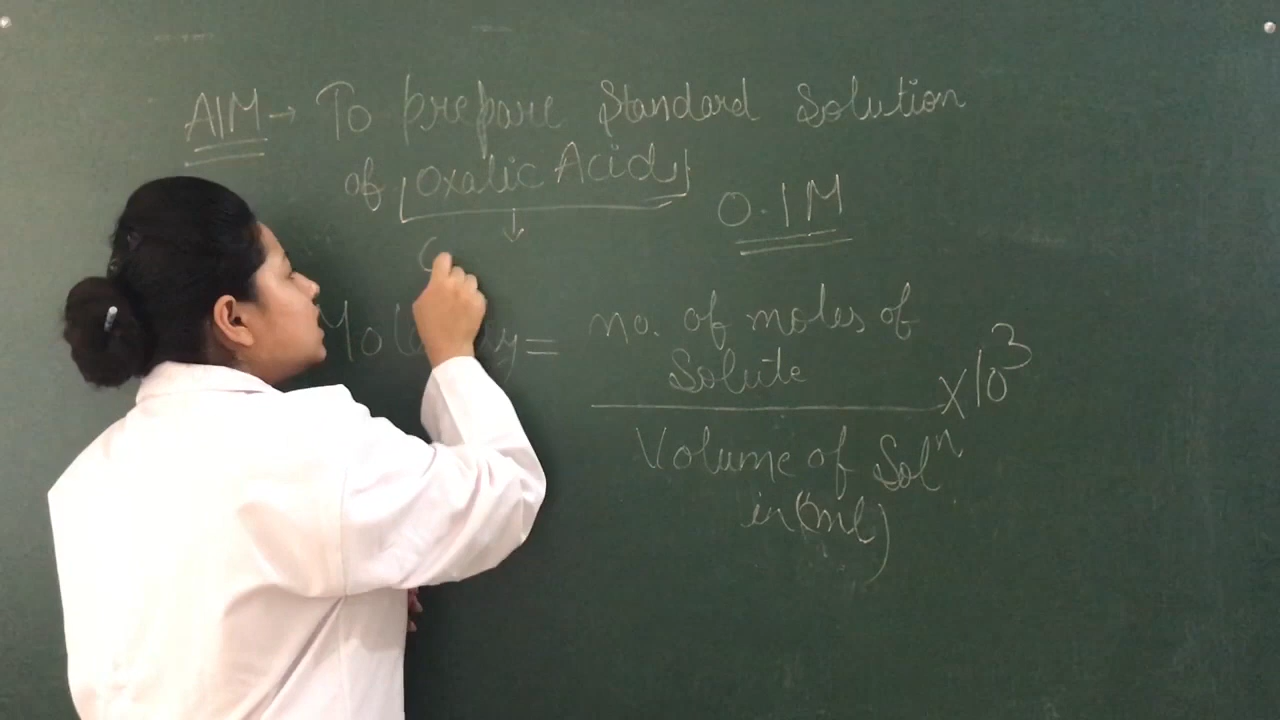 AIM → To prepare Standard Solution
of [Oxalic Acid]
0.1M
no. of moles of
Solute
= × 10³
Volume of Solⁿ
in (ml)